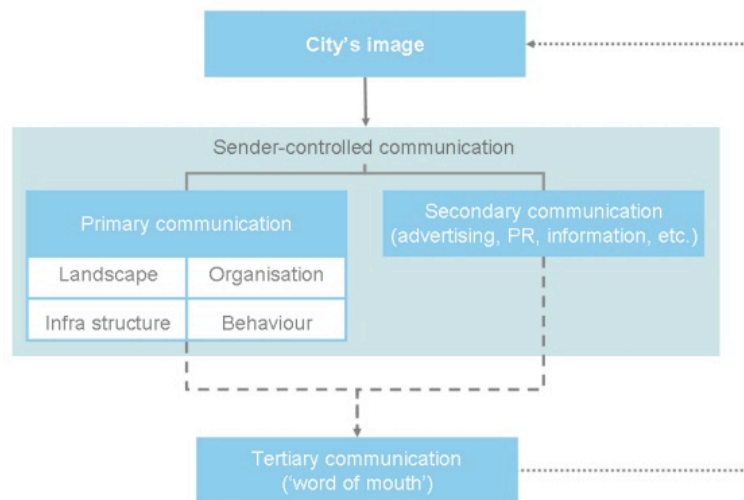 City's image
Sender-controlled communication
Primary communication
Landscape
Organisation
Infra structure
Behaviour
Secondary communication
(advertising, PR, information, etc.)
Tertiary communication
('word of mouth')